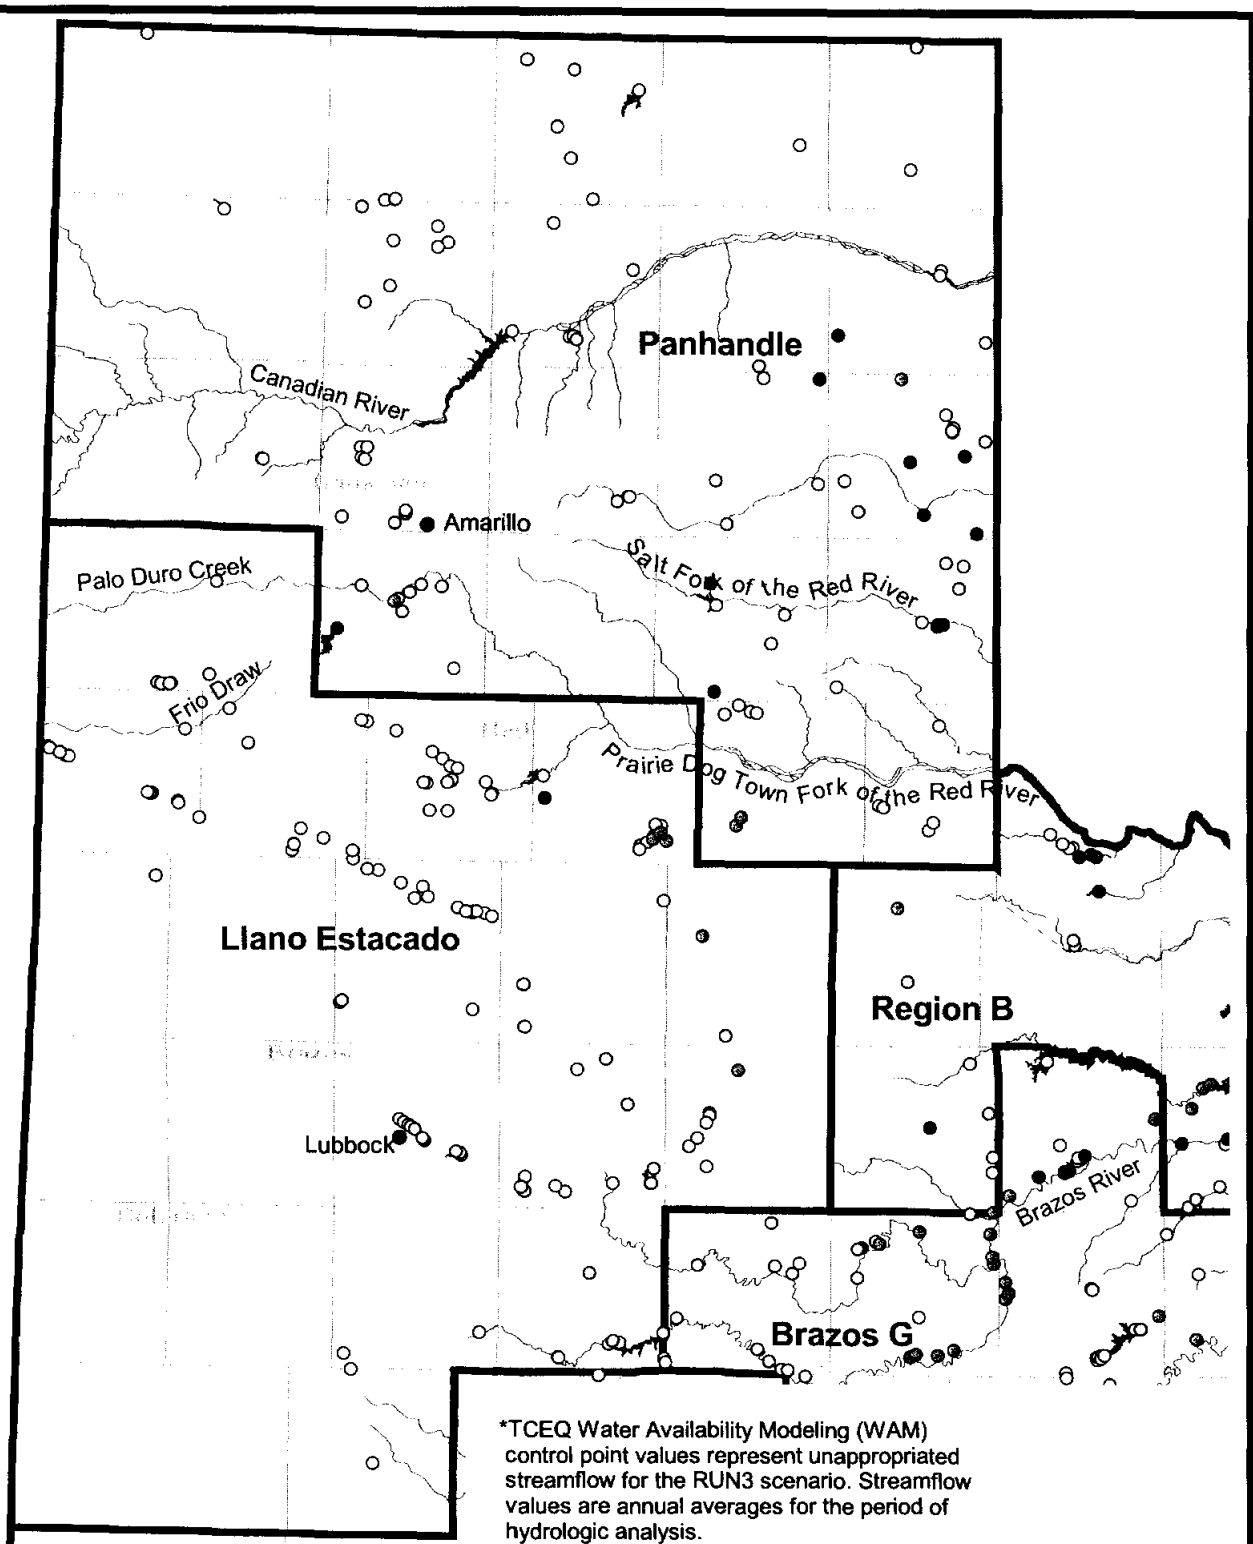 Panhandle
Canadian River
Amarillo
Salt Fork of the Red River
Palo Duro Creek
Frio Draw
Red
Prairie Dog Town Fork of the Red River
Llano Estacado
Region B
Brazos
Lubbock
Brazos River
Brazos G
*TCEQ Water Availability Modeling (WAM)
control point values represent unappropriated
streamflow for the RUN3 scenario. Streamflow
values are annual averages for the period of
hydrologic analysis.